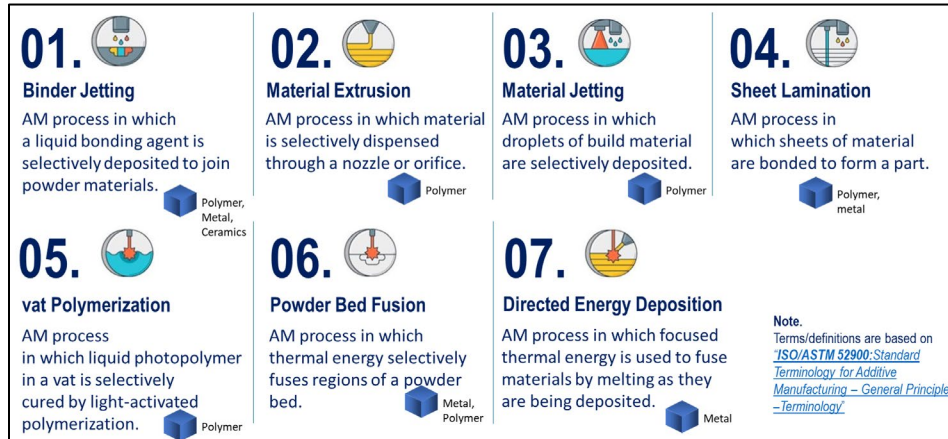 01.
Binder Jetting
AM process in which
a liquid bonding agent is
selectively deposited to join
powder materials.
Polymer,
Metal,
Ceramics
02.
Material Extrusion
AM process in which material
is selectively dispensed
through a nozzle or orifice.
Polymer
03.
Material Jetting
AM process in which
droplets of build material
are selectively deposited.
Polymer
04.
Sheet Lamination
AM process in
which sheets of material
are bonded to form a part.
Polymer,
metal
05.
vat Polymerization
AM process
in which liquid photopolymer
in a vat is selectively
cured by light-activated
polymerization.
Polymer
06.
Powder Bed Fusion
AM process in which
thermal energy selectively
fuses regions of a powder
bed.
Metal,
Polymer
07.
Directed Energy Deposition
AM process in which focused
thermal energy is used to fuse
materials by melting as they
are being deposited.
Metal
Note.
Terms/definitions are based on
"ISO/ASTM 52900:Standard
Terminology for Additive
Manufacturing – General Principle
–Terminology"